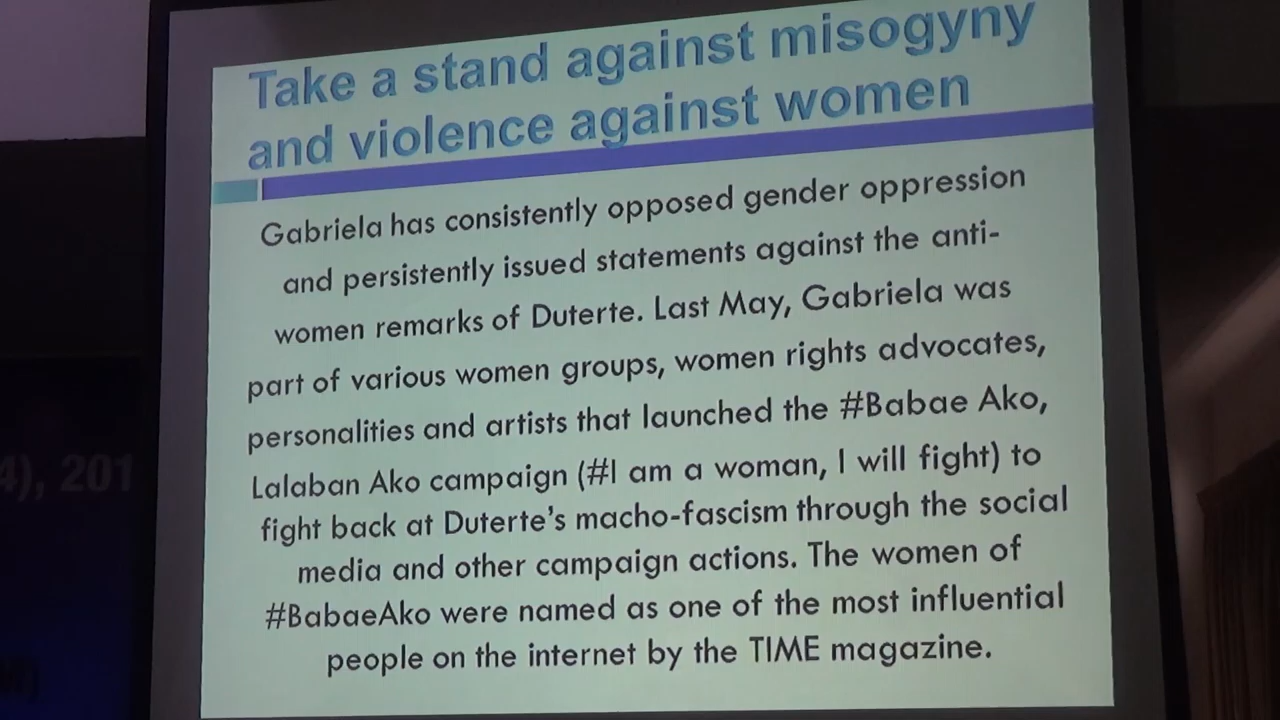 Take a stand against misogyny
and violence against women
Gabriela has consistently opposed gender oppression
and persistently issued statements against the anti-
women remarks of Duterte. Last May, Gabriela was
part of various women groups, women rights advocates,
personalities and artists that launched the #Babae Ako,
Lalaban Ako campaign (#I am a woman, I will fight) to
fight back at Duterte's macho-fascism through the social
media and other campaign actions. The women of
#BabaeAko were named as one of the most influential
people on the internet by the TIME magazine.
4), 201